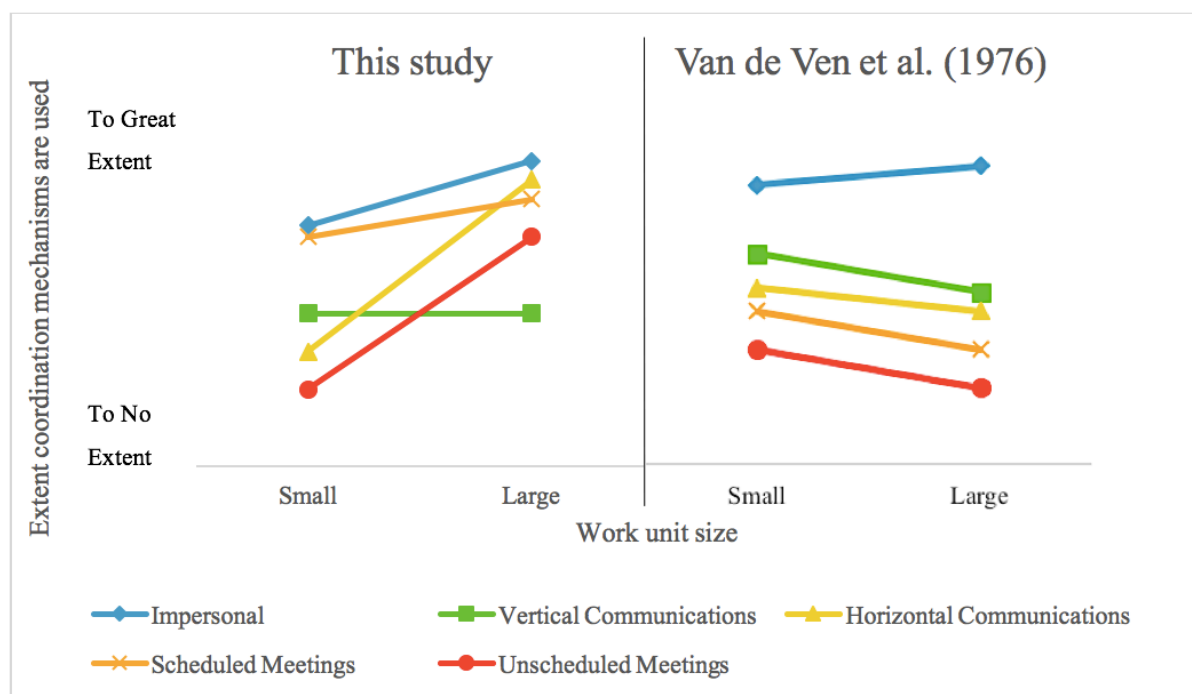 This study
Van de Ven et al. (1976)
Extent coordination mechanisms are used
To Great
Extent
To No
Extent
Small
Large
Small
Large
Work unit size
Impersonal
Vertical Communications
Horizontal Communications
Scheduled Meetings
Unscheduled Meetings